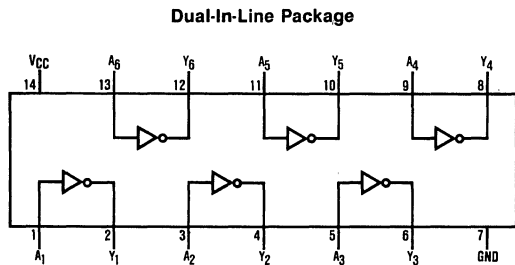 Dual-In-Line Package
VCC A6 Y6 A5 Y5 A4 Y4
14 13 12 11 10 9 8
1 2 3 4 5 6 7
A1 Y1 A2 Y2 A3 Y3 GND